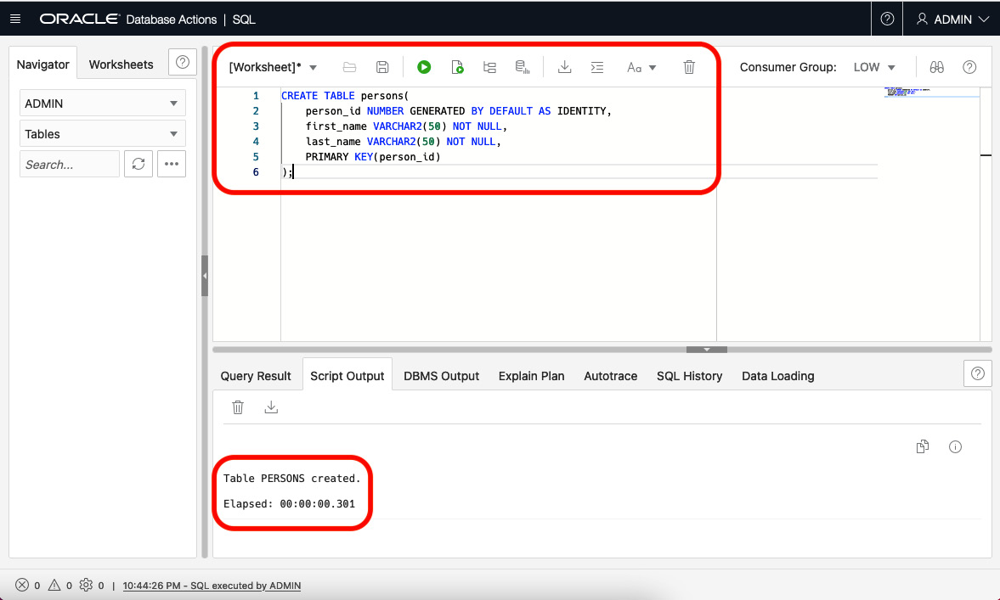 ORACLE Database Actions | SQL
ADMIN
Navigator
Worksheets
ADMIN
Tables
Search...
[Worksheet]*
Aa
Consumer Group:
LOW
1 CREATE TABLE persons(
2 person_id NUMBER GENERATED BY DEFAULT AS IDENTITY,
3 first_name VARCHAR2(50) NOT NULL,
4 last_name VARCHAR2(50) NOT NULL,
5 PRIMARY KEY(person_id)
6 );
Query Result
Script Output
DBMS Output
Explain Plan
Autotrace
SQL History
Data Loading
Table PERSONS created.
Elapsed: 00:00:00.301
0 0 0 | 10:44:26 PM - SQL executed by ADMIN